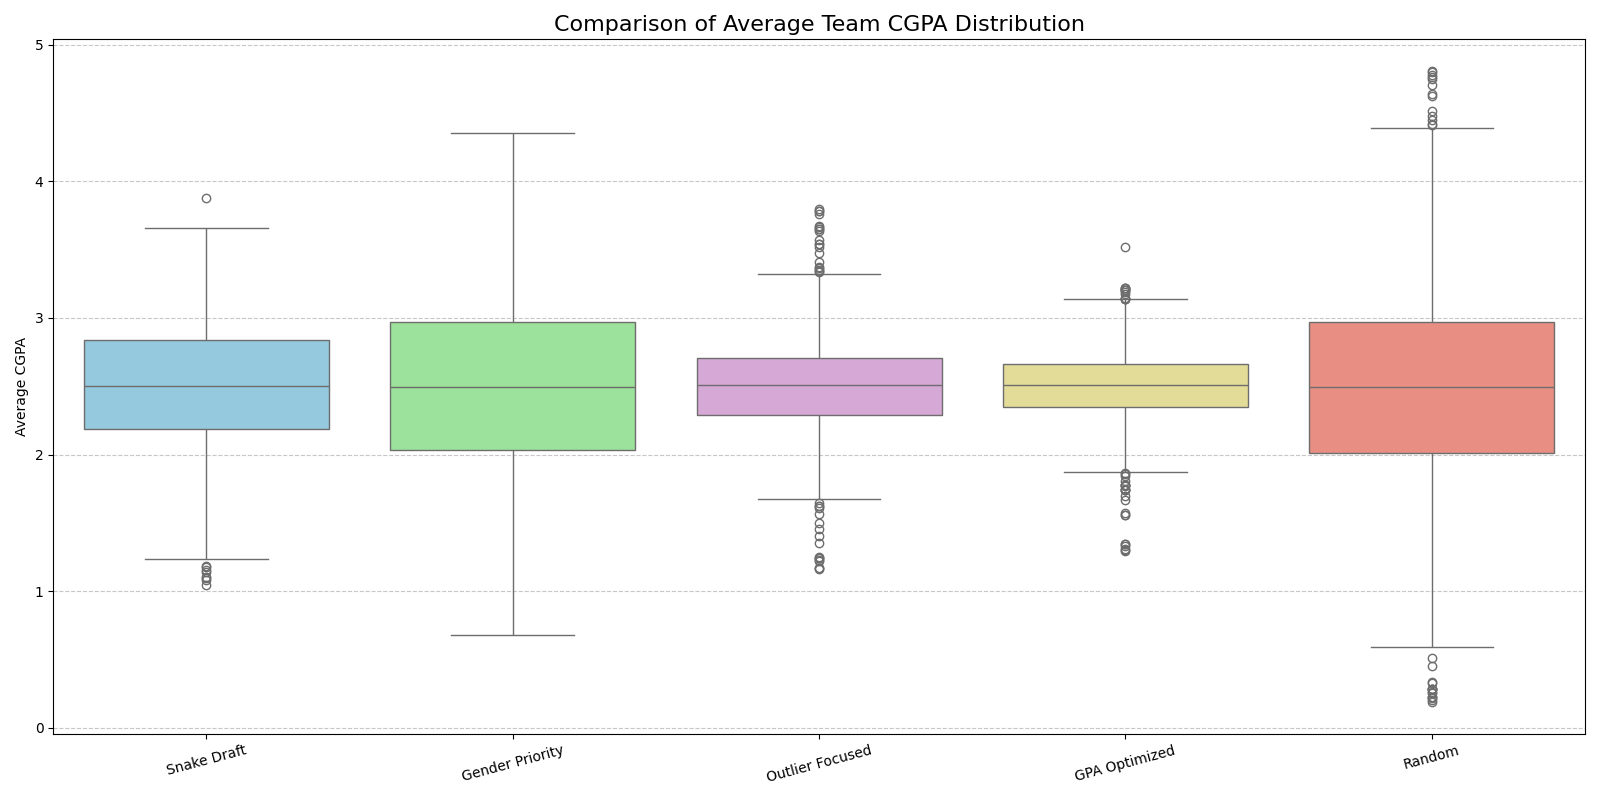 Comparison of Average Team CGPA Distribution
Average CGPA
5
4
3
2
1
0
Snake Draft
Gender Priority
Outlier Focused
GPA Optimized
Random